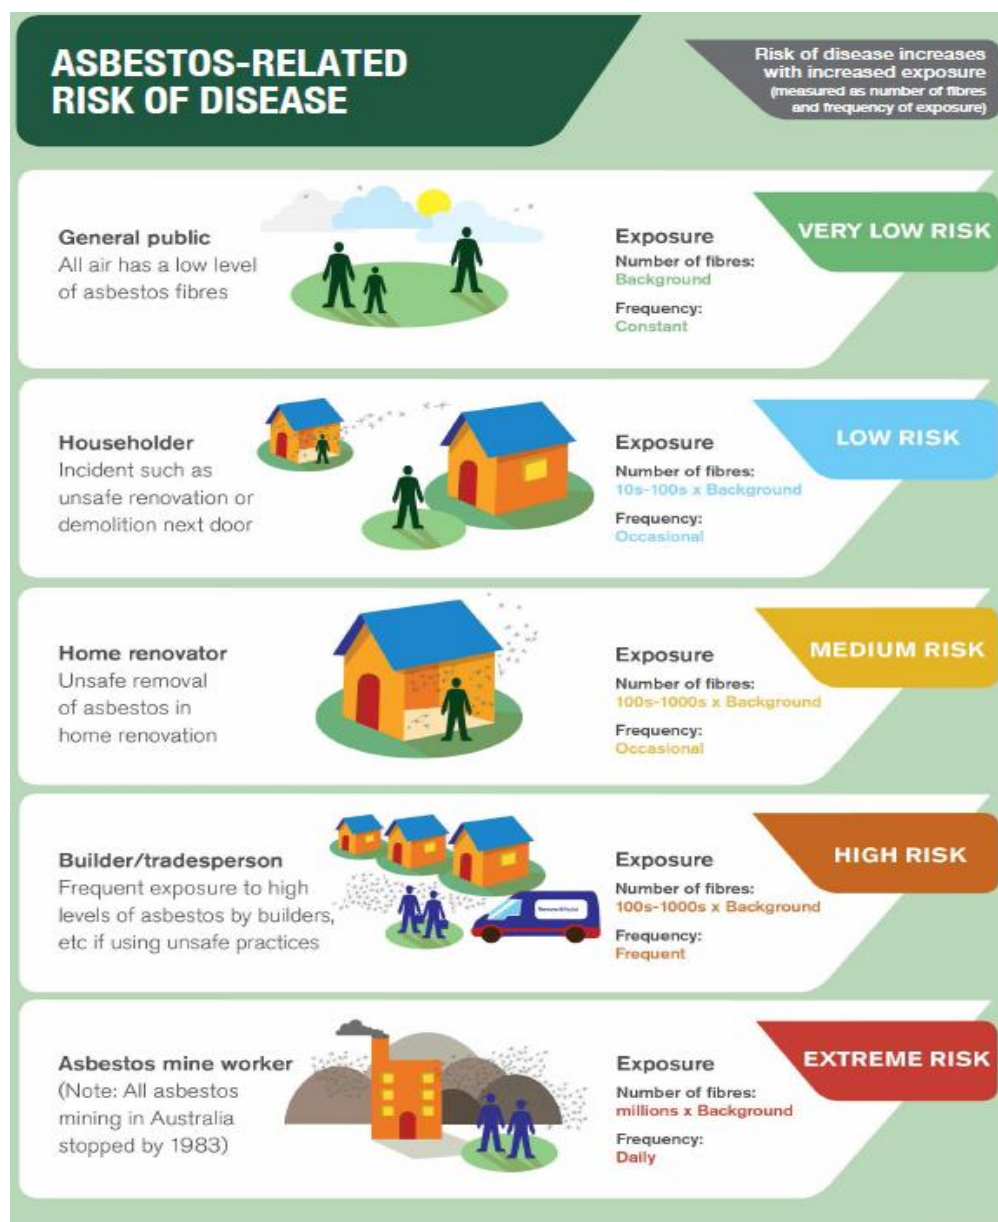 ASBESTOS-RELATED
RISK OF DISEASE
Risk of disease increases
with increased exposure
(measured as number of fibres
and frequency of exposure)
General public
All air has a low level
of asbestos fibres
Exposure
Number of fibres:
Background
Frequency:
Constant
VERY LOW RISK
Householder
Incident such as
unsafe renovation or
demolition next door
Exposure
Number of fibres:
10s-100s x Background
Frequency:
Occasional
LOW RISK
Home renovator
Unsafe removal
of asbestos in
home renovation
Exposure
Number of fibres:
100s-1000s x Background
Frequency:
Occasional
MEDIUM RISK
Builder/tradesperson
Frequent exposure to high
levels of asbestos by builders,
etc if using unsafe practices
Exposure
Number of fibres:
100s-1000s x Background
Frequency:
Frequent
HIGH RISK
Asbestos mine worker
(Note: All asbestos
mining in Australia
stopped by 1983)
Exposure
Number of fibres:
millions x Background
Frequency:
Daily
EXTREME RISK